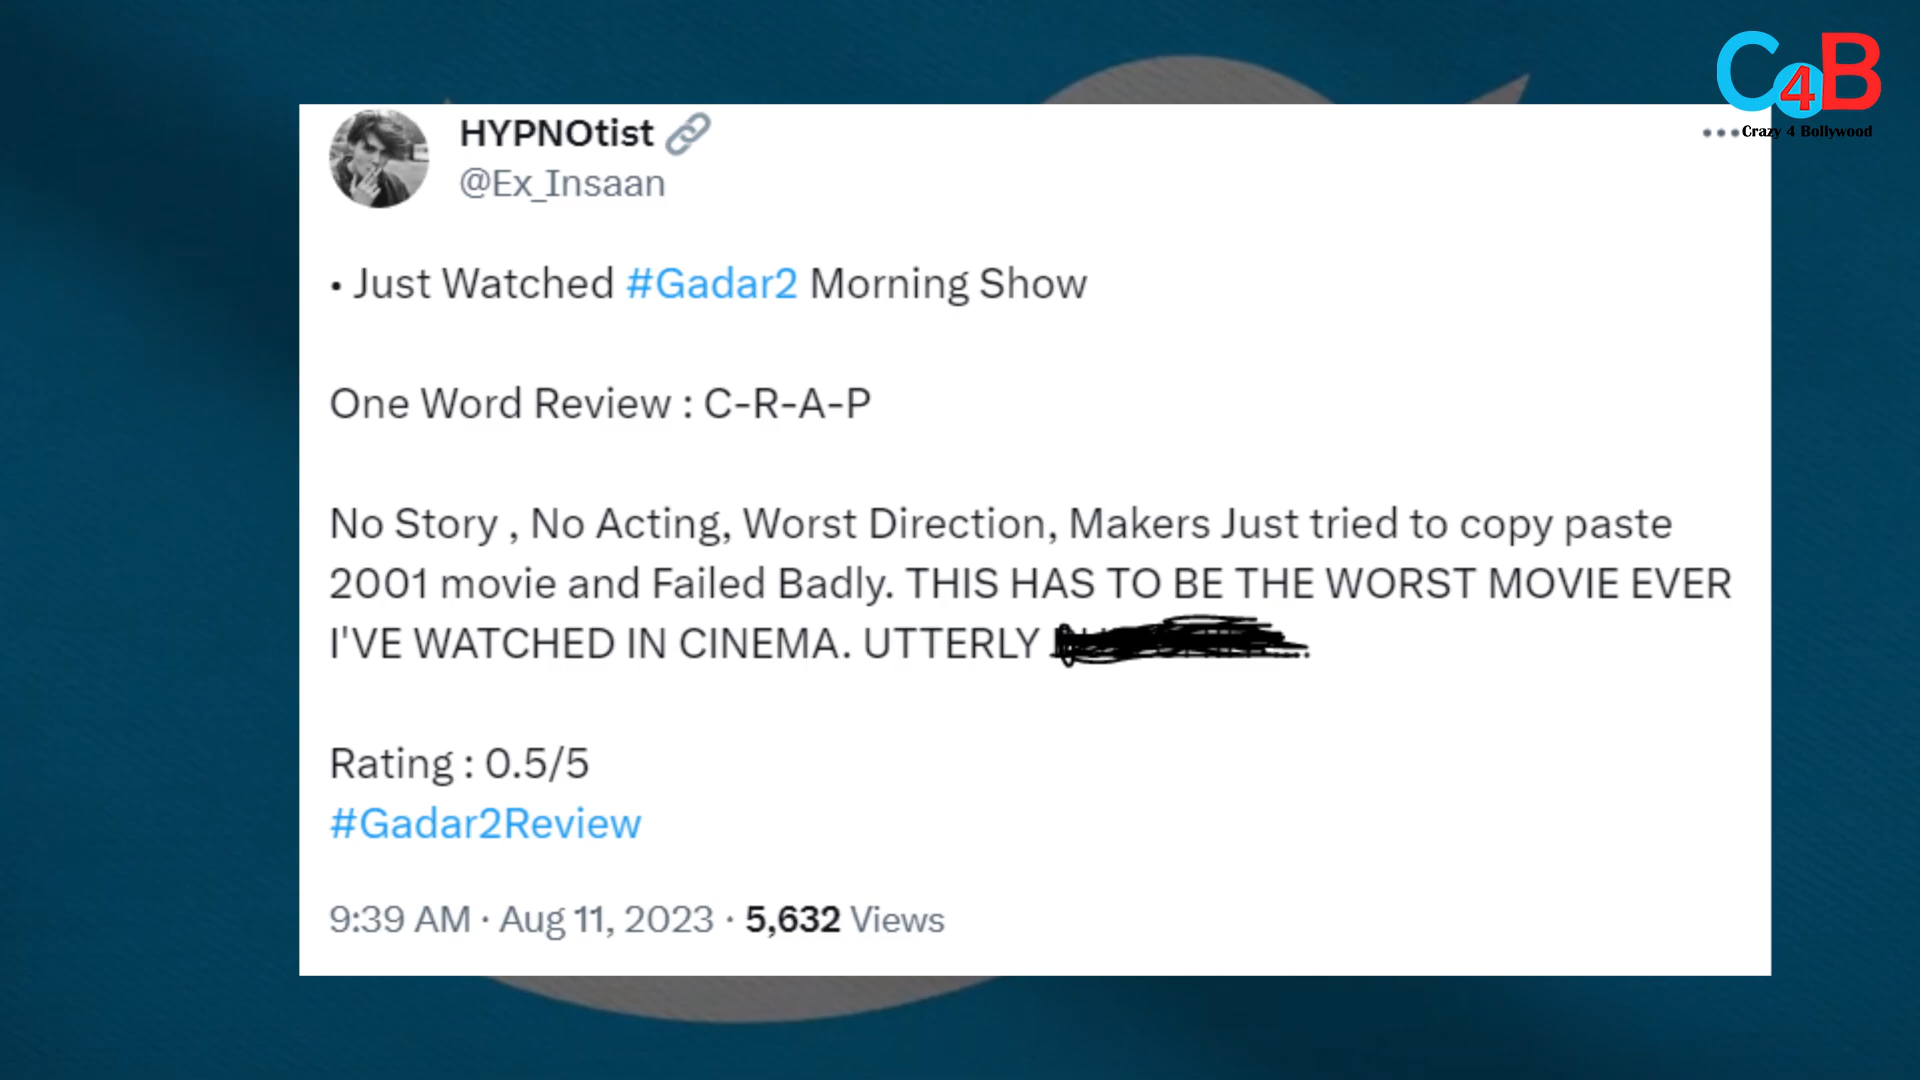 C4B
Crazy 4 Bollywood
HYPNOtist
@Ex_Insaan
• Just Watched #Gadar2 Morning Show
One Word Review : C-R-A-P
No Story , No Acting, Worst Direction, Makers Just tried to copy paste
2001 movie and Failed Badly. THIS HAS TO BE THE WORST MOVIE EVER
I'VE WATCHED IN CINEMA. UTTERLY
Rating : 0.5/5
#Gadar2Review
9:39 AM · Aug 11, 2023 · 5,632 Views